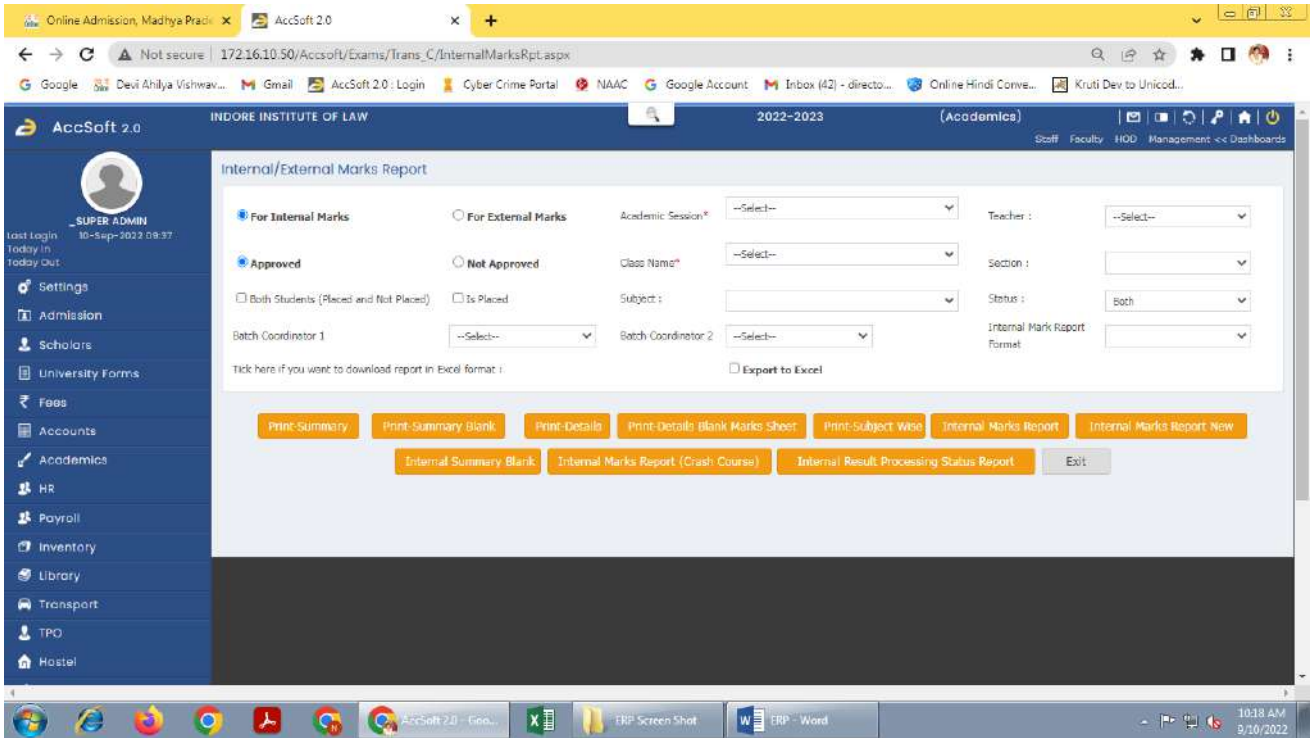 Online Admission, Madhya Prade
AccSoft 2.0
Not secure
172.16.10.50/Accsoft/Exams/Trans_C/InternalMarksRpt.aspx
Google
Devi Ahilya Vishwav...
Gmail
AccSoft 2.0 : Login
Cyber Crime Portal
NAAC
Google Account
Inbox (42) - directo...
Online Hindi Conve...
Kruti Dev to Unicod...
AccSoft 2.0
INDORE INSTITUTE OF LAW
2022-2023
(Academics)
Staff Faculty HOD Management << Dashboards
_SUPER ADMIN
Last Login 10-Sep-2022 09:37
Today In
Today Out
Settings
Admission
Scholars
University Forms
Fees
Accounts
Academics
HR
Payroll
Inventory
Library
Transport
TPO
Hostel
Internal/External Marks Report
For Internal Marks
For External Marks
Academic Session*
--Select--
Teacher :
--Select--
Approved
Not Approved
Class Name*
--Select--
Section :
Both Students (Placed and Not Placed)
Is Placed
Subject :
Status :
Both
Batch Coordinator 1
--Select--
Batch Coordinator 2
--Select--
Internal Mark Report
Format
Tick here if you want to download report in Excel format :
Export to Excel
Print-Summary
Print-Summary Blank
Print-Details
Print-Details Blank Marks Sheet
Print-Subject Wise
Internal Marks Report
Internal Marks Report New
Internal Summary Blank
Internal Marks Report (Crash Course)
Internal Result Processing Status Report
Exit
AccSoft 2.0 - Goo...
ERP Screen Shot
ERP - Word
10:18 AM
9/10/2022